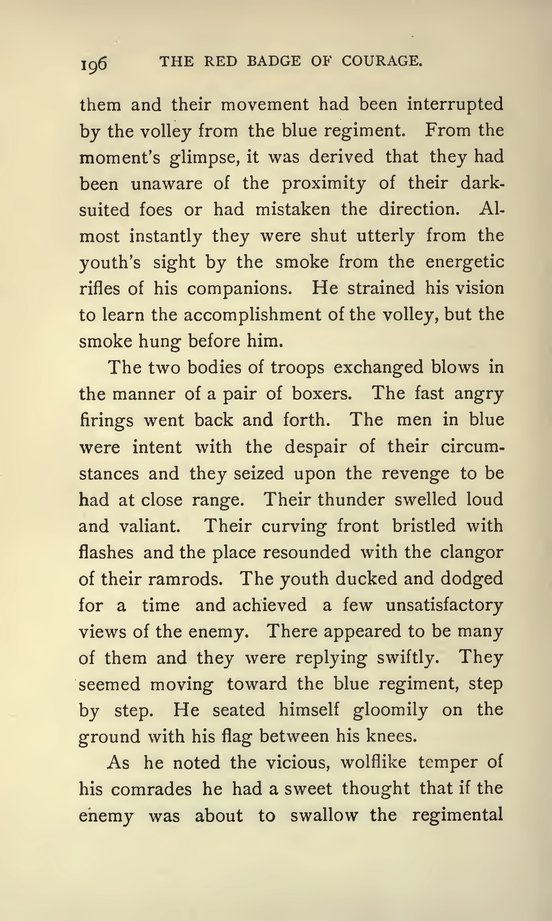 196 THE RED BADGE OF COURAGE.
them and their movement had been interrupted
by the volley from the blue regiment. From the
moment's glimpse, it was derived that they had
been unaware of the proximity of their dark-
suited foes or had mistaken the direction. Al-
most instantly they were shut utterly from the
youth's sight by the smoke from the energetic
rifles of his companions. He strained his vision
to learn the accomplishment of the volley, but the
smoke hung before him.
The two bodies of troops exchanged blows in
the manner of a pair of boxers. The fast angry
firings went back and forth. The men in blue
were intent with the despair of their circum-
stances and they seized upon the revenge to be
had at close range. Their thunder swelled loud
and valiant. Their curving front bristled with
flashes and the place resounded with the clangor
of their ramrods. The youth ducked and dodged
for a time and achieved a few unsatisfactory
views of the enemy. There appeared to be many
of them and they were replying swiftly. They
seemed moving toward the blue regiment, step
by step. He seated himself gloomily on the
ground with his flag between his knees.
As he noted the vicious, wolflike temper of
his comrades he had a sweet thought that if the
enemy was about to swallow the regimental